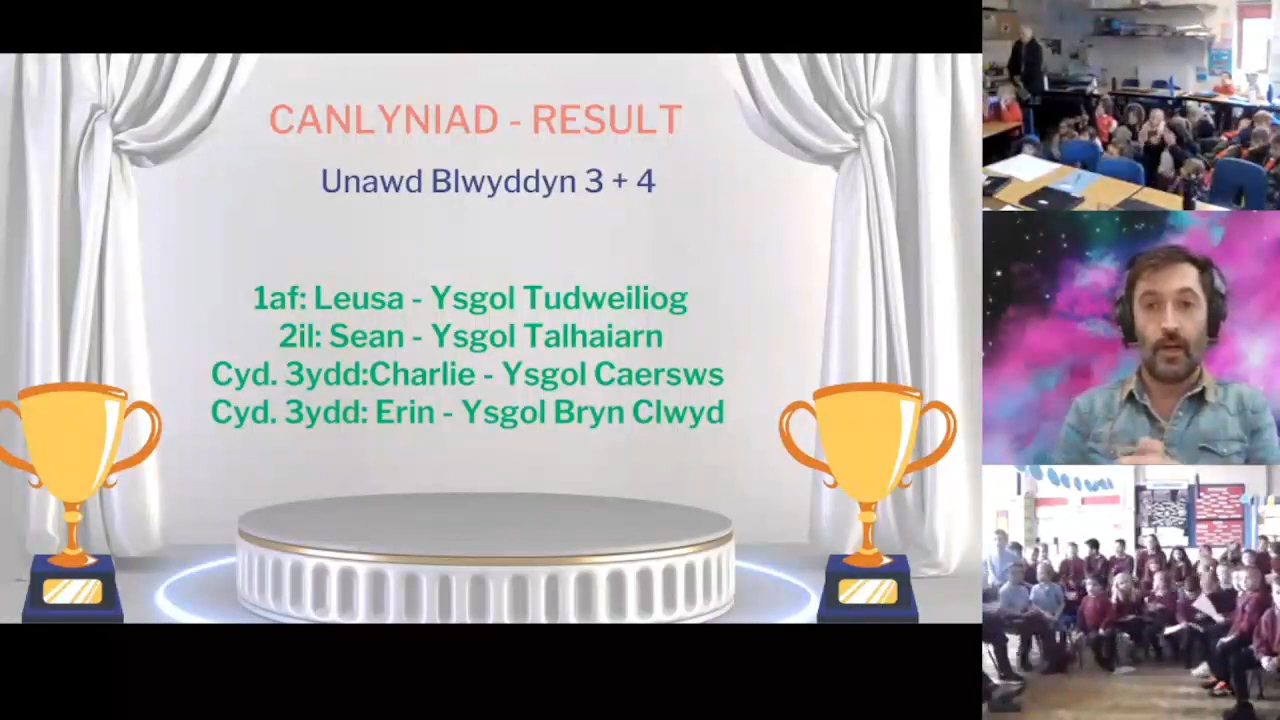 CANLYNIAD - RESULT
Unawd Blwyddyn 3 + 4
1af: Leusa - Ysgol Tudweiliog
2il: Sean - Ysgol Talhaiarn
Cyd. 3ydd:Charlie - Ysgol Caersws
Cyd. 3ydd: Erin - Ysgol Bryn Clwyd